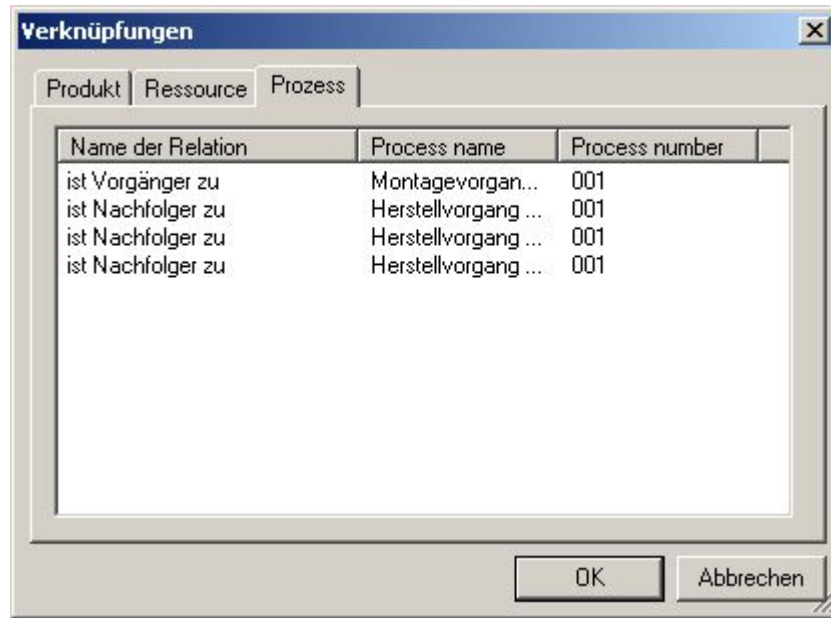 Verknüpfungen
Produkt Ressource Prozess
Name der Relation Process name Process number
ist Vorgänger zu Montagevorgan... 001
ist Nachfolger zu Herstellvorgang ... 001
ist Nachfolger zu Herstellvorgang ... 001
ist Nachfolger zu Herstellvorgang ... 001
OK Abbrechen